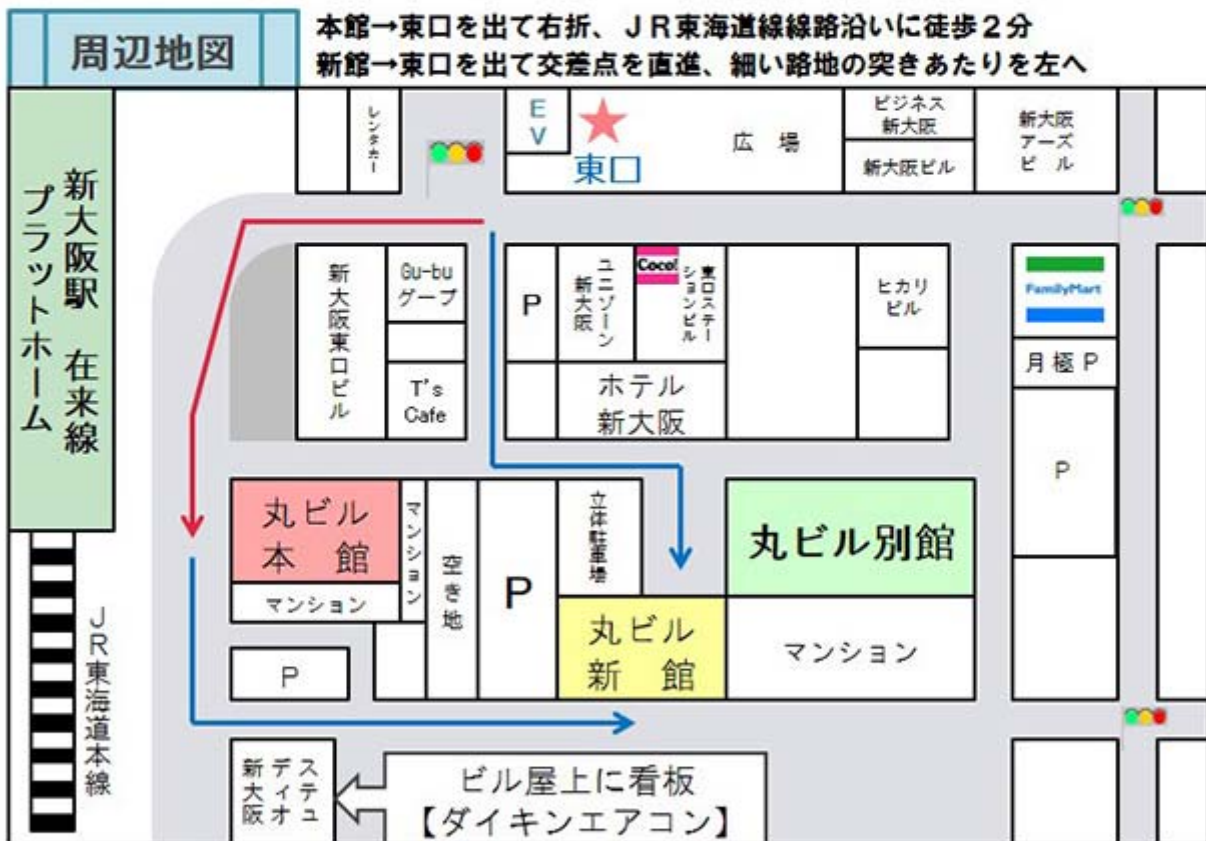 周辺地図
本館→東口を出て右折、ＪＲ東海道線線路沿いに徒歩２分
新館→東口を出て交差点を直進、細い路地の突きあたりを左へ
新大阪駅 在来線
プラットホーム
レンタカー
EV
東口
広 場
ビジネス
新大阪
新大阪ビル
新大阪
アーズ
ビル
新大阪東口ビル
Gu-bu
グーブ
T's
Cafe
P
ユニゾーン
新大阪
Coco!
東口ステー
ションビル
ホテル
新大阪
ヒカリ
ビル
FamilyMart
月極 P
P
丸ビル
本 館
マンション
マンション
空き地
P
立体駐車場
丸ビル別館
丸ビル
新 館
マンション
P
ＪＲ東海道本線
ステュ
ディオ
新大阪
ビル屋上に看板
【ダイキンエアコン】